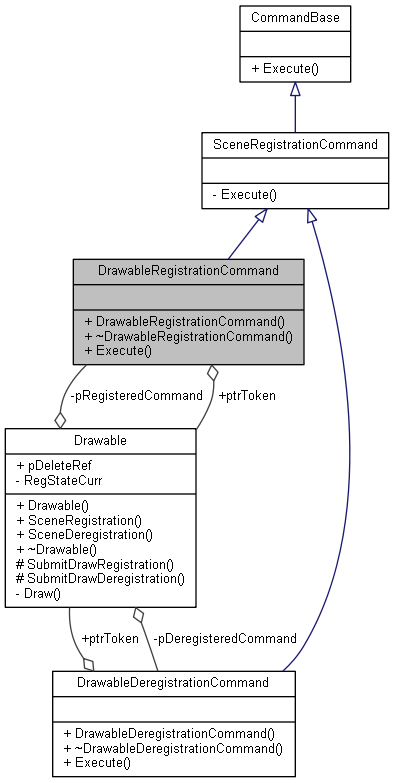 CommandBase
+ Execute()
SceneRegistrationCommand
- Execute()
DrawableRegistrationCommand
+ DrawableRegistrationCommand()
+ ~DrawableRegistrationCommand()
+ Execute()
-pRegisteredCommand
+ptrToken
Drawable
+ pDeleteRef
- RegStateCurr
+ Drawable()
+ SceneRegistration()
+ SceneDeregistration()
+ ~Drawable()
# SubmitDrawRegistration()
# SubmitDrawDeregistration()
- Draw()
+ptrToken
-pDeregisteredCommand
DrawableDeregistrationCommand
+ DrawableDeregistrationCommand()
+ ~DrawableDeregistrationCommand()
+ Execute()